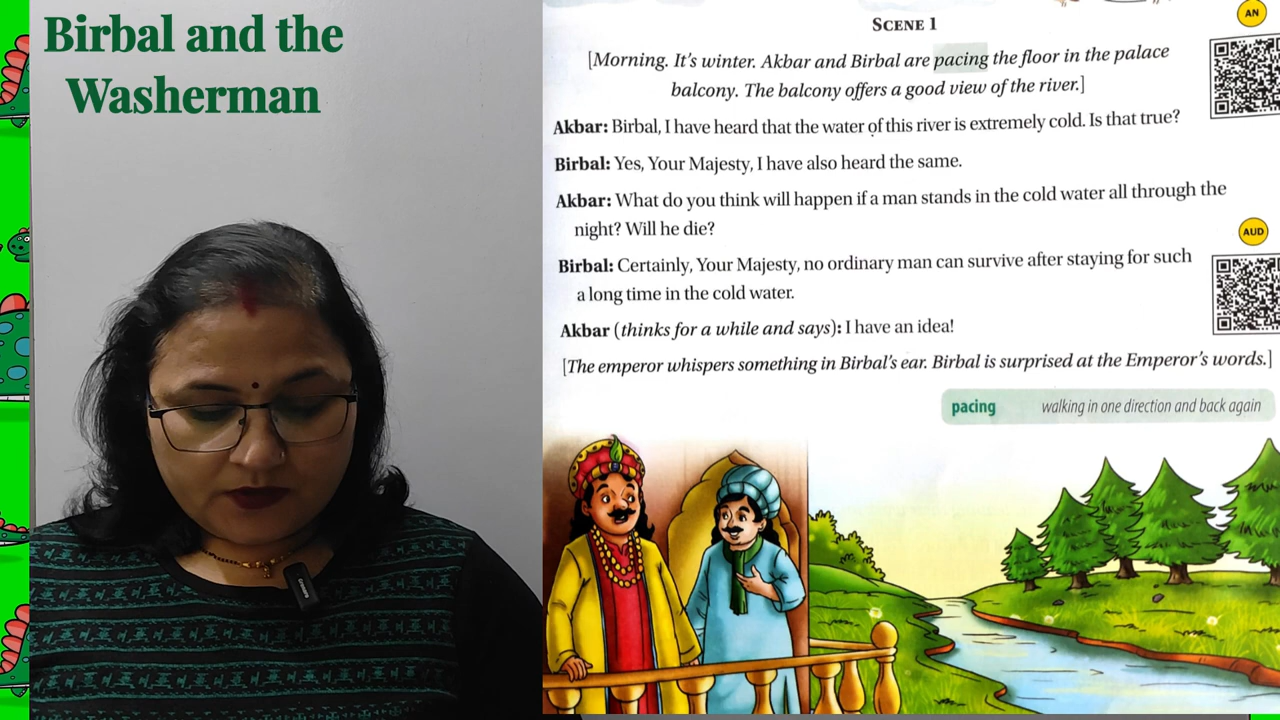 Birbal and the
Washerman
SCENE 1
AN
[Morning. It's winter. Akbar and Birbal are pacing the floor in the palace
balcony. The balcony offers a good view of the river.]
Akbar: Birbal, I have heard that the water of this river is extremely cold. Is that true?
Birbal: Yes, Your Majesty, I have also heard the same.
Akbar: What do you think will happen if a man stands in the cold water all through the
night? Will he die?
AUD
Birbal: Certainly, Your Majesty, no ordinary man can survive after staying for such
a long time in the cold water.
Akbar (thinks for a while and says): I have an idea!
[The emperor whispers something in Birbal's ear. Birbal is surprised at the Emperor's words.]
pacing walking in one direction and back again